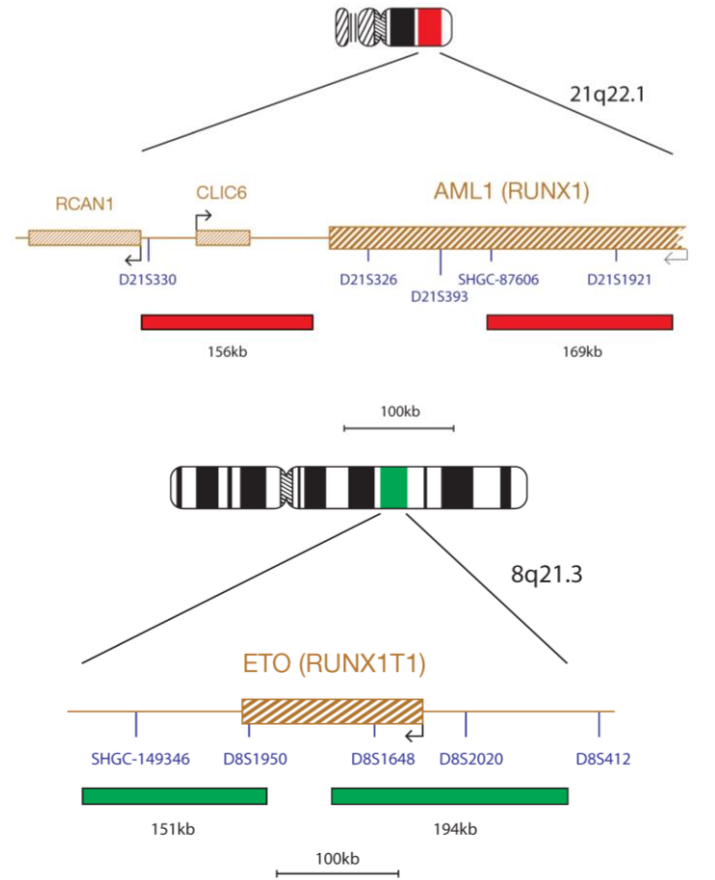 21q22.1
RCAN1
CLIC6
AML1 (RUNX1)
D21S330
D21S326
D21S393
SHGC-87606
D21S1921
156kb
169kb
100kb
8q21.3
ETO (RUNX1T1)
SHGC-149346
D8S1950
D8S1648
D8S2020
D8S412
151kb
194kb
100kb